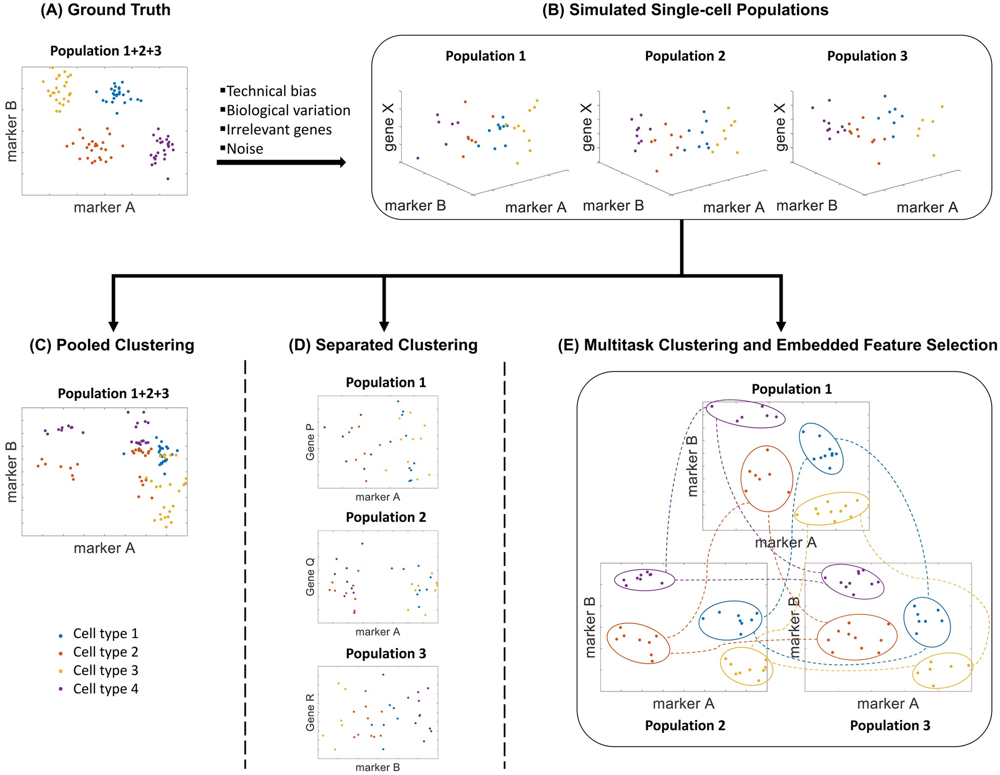 (A) Ground Truth
Population 1+2+3
marker B
marker A
▪Technical bias
▪Biological variation
▪Irrelevant genes
▪Noise
(B) Simulated Single-cell Populations
Population 1
gene X
marker B
marker A
Population 2
gene X
marker B
marker A
Population 3
gene X
marker B
marker A
(C) Pooled Clustering
Population 1+2+3
marker B
marker A
Cell type 1
Cell type 2
Cell type 3
Cell type 4
(D) Separated Clustering
Population 1
Gene P
marker A
Population 2
Gene Q
marker A
Population 3
Gene R
marker B
(E) Multitask Clustering and Embedded Feature Selection
Population 1
marker B
marker A
marker B
marker A
Population 2
marker B
marker A
Population 3